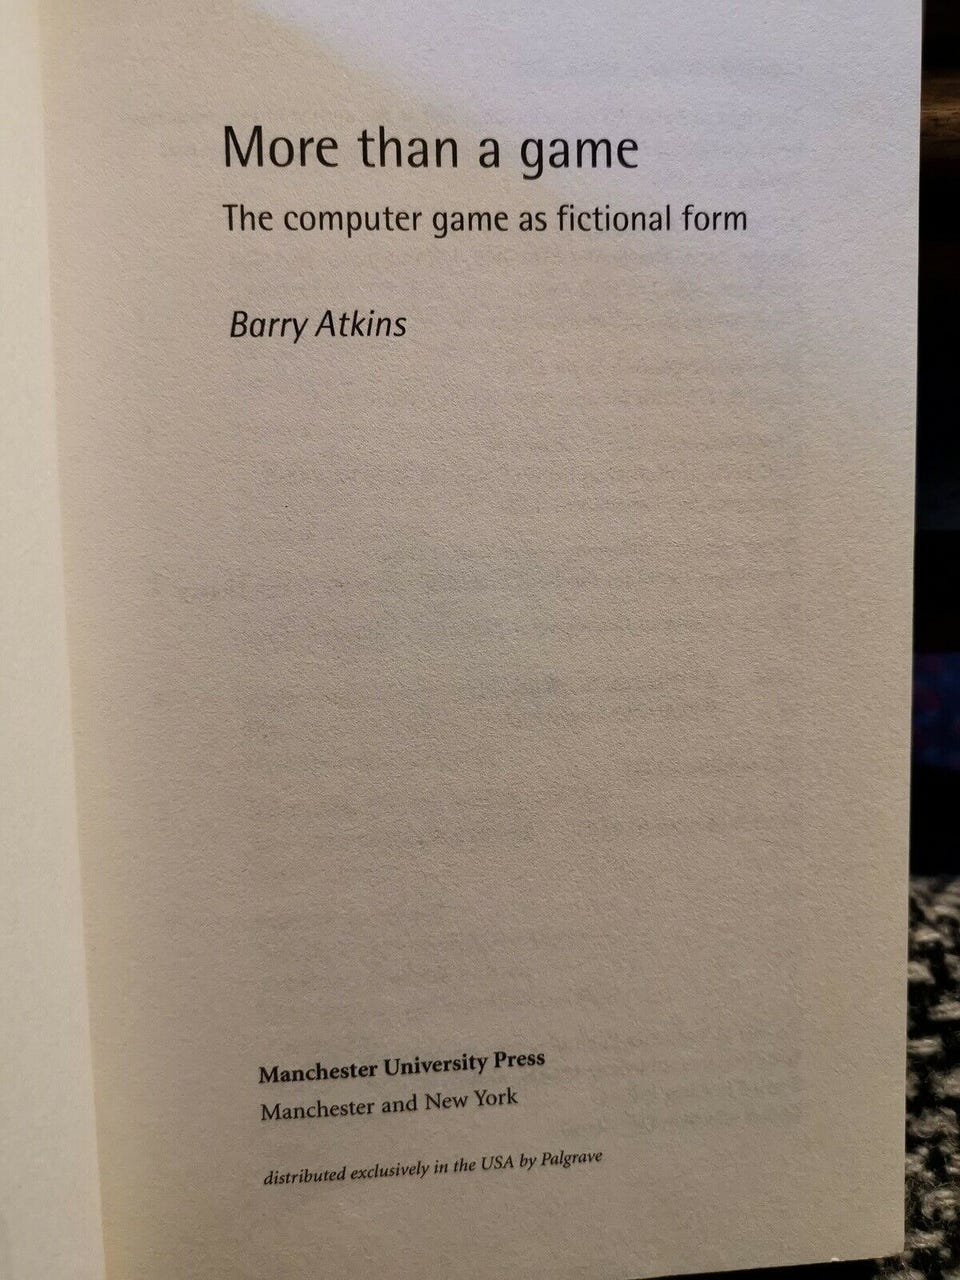 More than a game
The computer game as fictional form
Barry Atkins
Manchester University Press
Manchester and New York
distributed exclusively in the USA by Palgrave